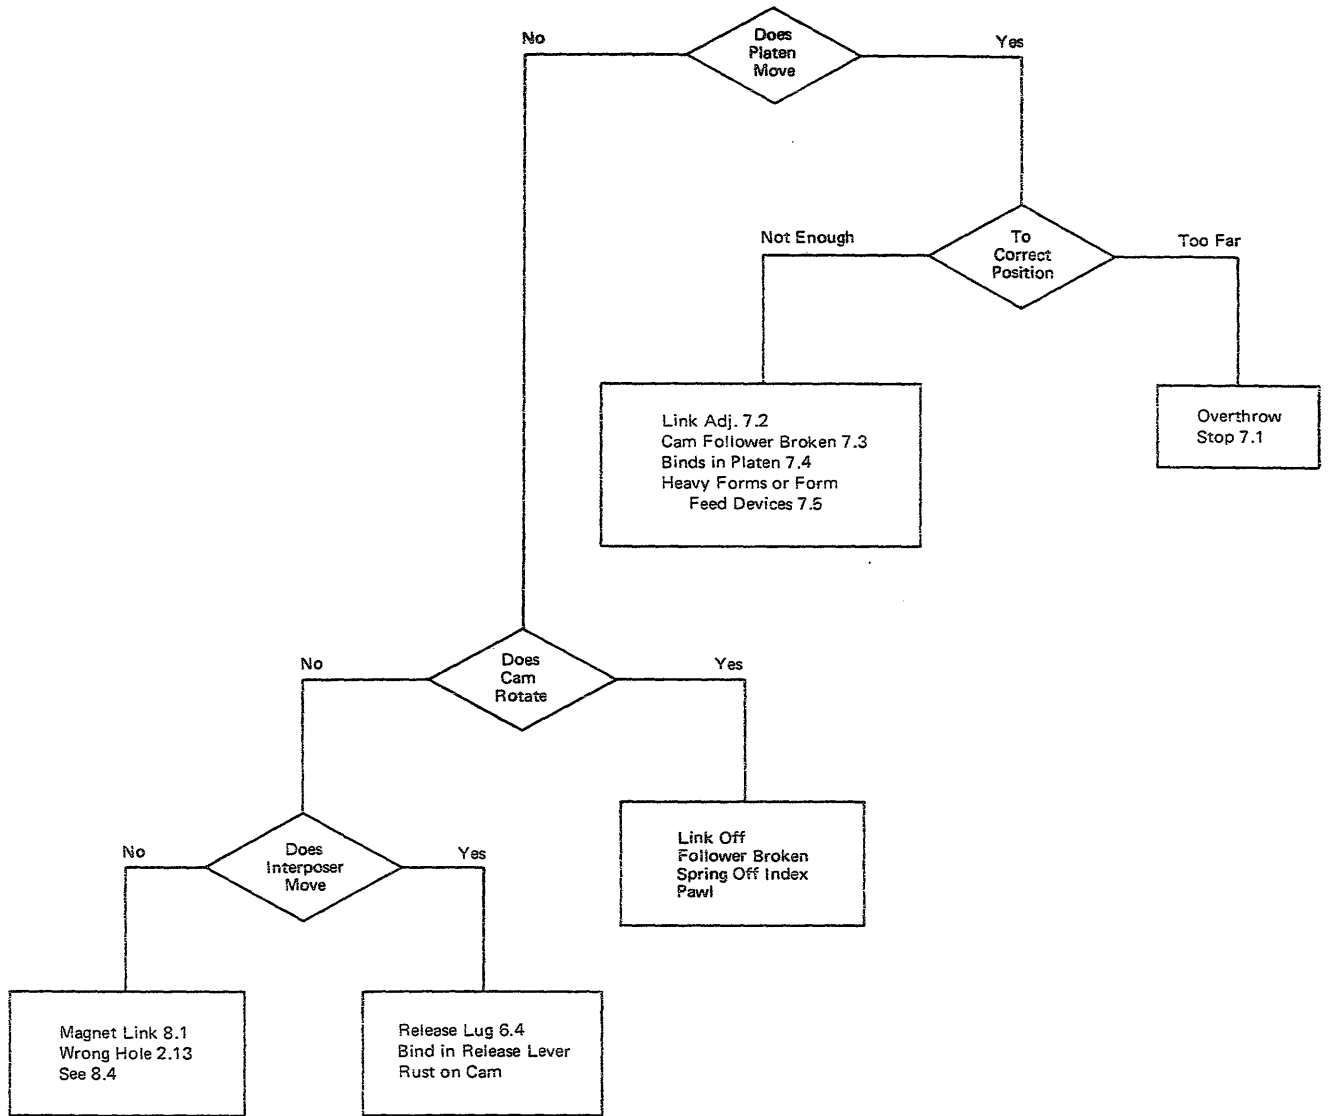 Does
Platen
Move
No
Yes
To
Correct
Position
Not Enough
Too Far
Link Adj. 7.2
Cam Follower Broken 7.3
Binds in Platen 7.4
Heavy Forms or Form
Feed Devices 7.5
Overthrow
Stop 7.1
Does
Cam
Rotate
No
Yes
Link Off
Follower Broken
Spring Off Index
Pawl
Does
Interposer
Move
No
Yes
Magnet Link 8.1
Wrong Hole 2.13
See 8.4
Release Lug 6.4
Bind in Release Lever
Rust on Cam